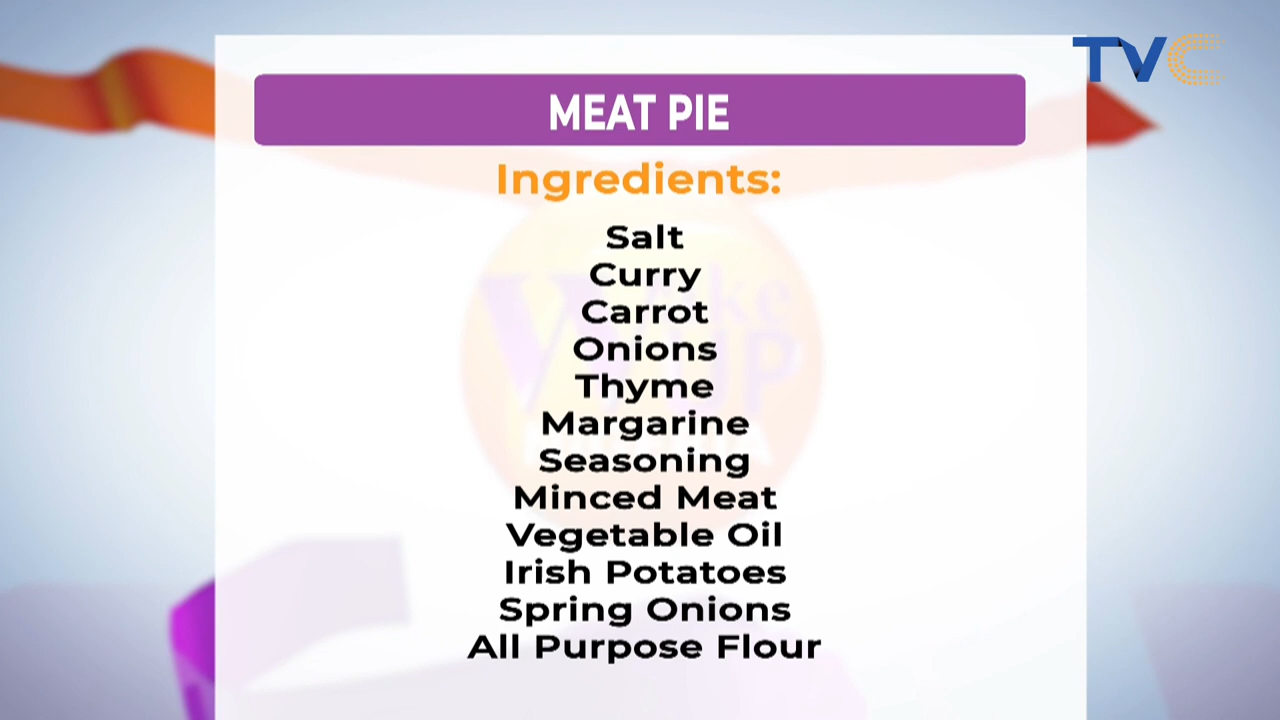 TVC
MEAT PIE
Ingredients:
Salt
Curry
Carrot
Onions
Thyme
Margarine
Seasoning
Minced Meat
Vegetable Oil
Irish Potatoes
Spring Onions
All Purpose Flour